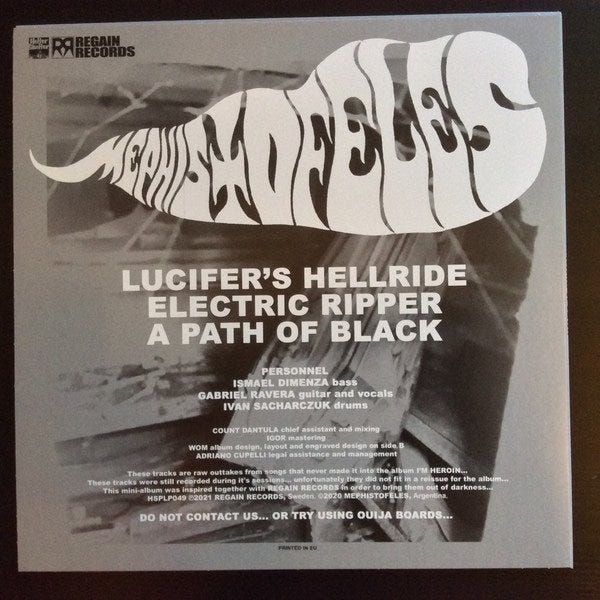 REGAIN
RECORDS
MEPHISTOFELES
LUCIFER'S HELLRIDE
ELECTRIC RIPPER
A PATH OF BLACK
PERSONNEL
ISMAEL DIMENZA bass
GABRIEL RAVERA guitar and vocals
IVAN SACHARCZUK drums
COUNT DANTULA chief assistant and mixing
IGOR mastering
WOM album design, layout and engraved design on side B
ADRIANO CUPELLI legal assistance and management
These tracks are raw outtakes from songs that never made it into the album I'M HEROIN...
These tracks were still recorded during it's sessions... unfortunately they did not fit in a reissue for the album...
This mini-album was inspired together with REGAIN RECORDS in order to bring them out of darkness...
HSPLP049 ℗2021 REGAIN RECORDS, Sweden. ©2020 MEPHISTOFELES, Argentina.
DO NOT CONTACT US... OR TRY USING OUIJA BOARDS...
PRINTED IN EU